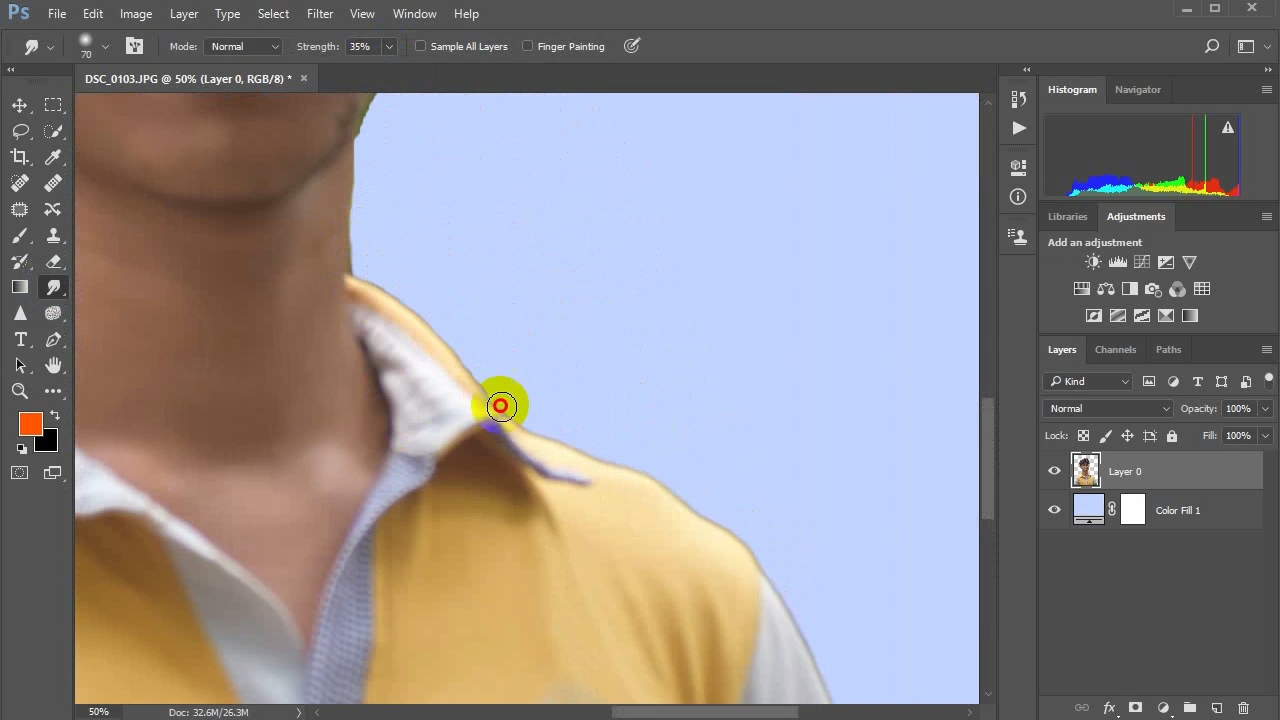 Ps File Edit Image Layer Type Select Filter View Window Help
70 Mode: Normal Strength: 35% Sample All Layers Finger Painting
DSC_0103.JPG @ 50% (Layer 0, RGB/8) *
Histogram Navigator
Libraries Adjustments
Add an adjustment
Layers Channels Paths
Kind
Normal Opacity: 100%
Lock: Fill: 100%
Layer 0
Color Fill 1
50% Doc: 32.6M/26.3M